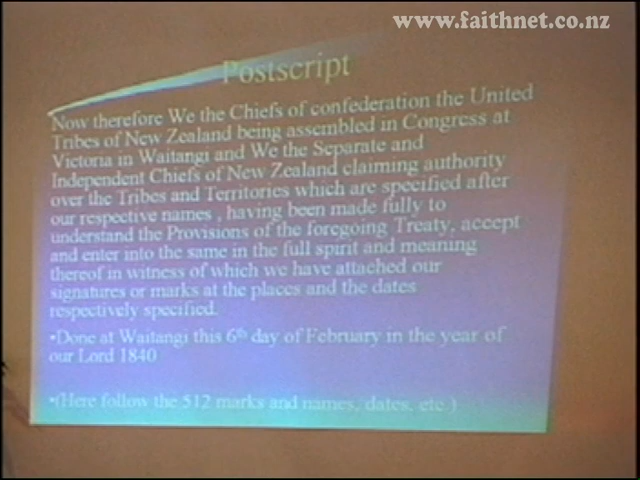 www.faithnet.co.nz
Postscript
Now therefore We the Chiefs of confederation the United
Tribes of New Zealand being assembled in Congress at
Victoria in Waitangi and We the Separate and
Independent Chiefs of New Zealand claiming authority
over the Tribes and Territories which are specified after
our respective names , having been made fully to
understand the Provisions of the foregoing Treaty, accept
and enter into the same in the full spirit and meaning
thereof in witness of which we have attached our
signatures or marks at the places and the dates
respectively specified.
•Done at Waitangi this 6th day of February in the year of
our Lord 1840
•(Here follow the 512 marks and names, dates, etc.)